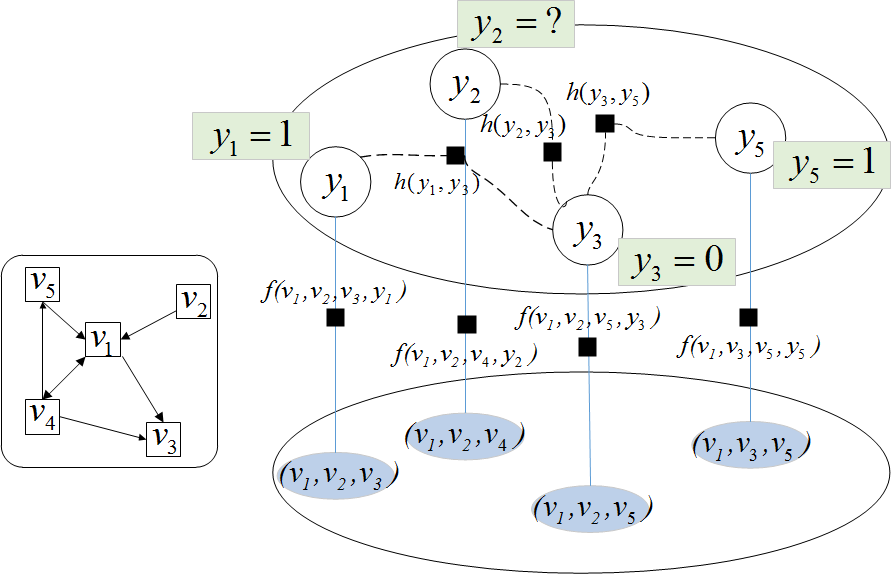 y₂ = ?
y₂
h(y₃, y₅)
y₁ = 1
h(y₂, y₃)
y₅
y₅ = 1
y₁
h(y₁, y₃)
y₃
y₃ = 0
v₅
v₂
v₁
v₄
v₃
f(v₁,v₂,v₃,y₁)
f(v₁,v₂,v₅,y₃)
f(v₁,v₂,v₄,y₂)
f(v₁,v₃,v₅,y₅)
(v₁,v₂,v₄)
(v₁,v₃,v₅)
(v₁,v₂,v₃)
(v₁,v₂,v₅)